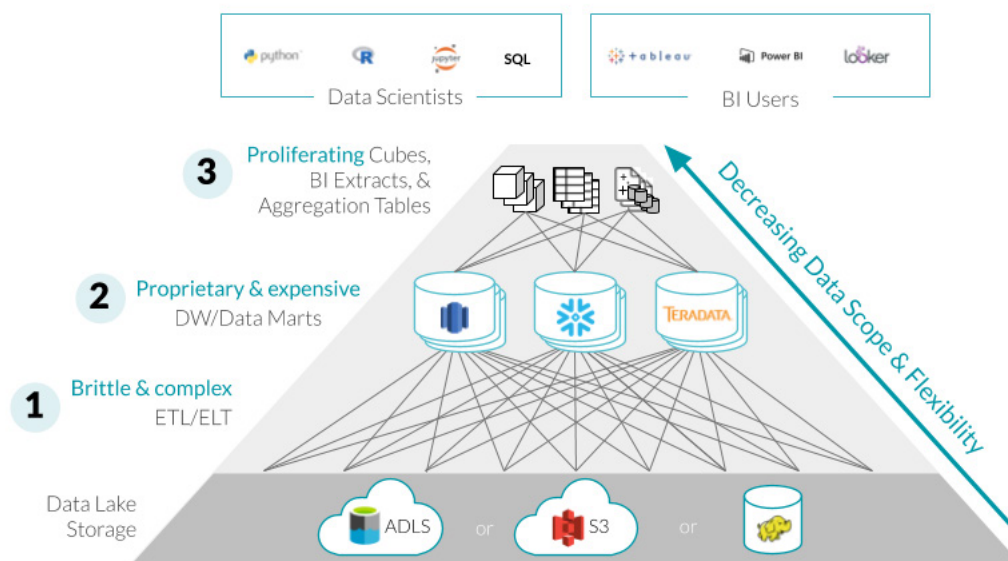 python
R
jupyter
SQL
Data Scientists
+ a b l e a u
Power BI
looker
BI Users
3
Proliferating Cubes,
BI Extracts, &
Aggregation Tables
2
Proprietary & expensive
DW/Data Marts
TERADATA
1
Brittle & complex
ETL/ELT
Decreasing Data Scope & Flexibility
Data Lake
Storage
ADLS
or
S3
or